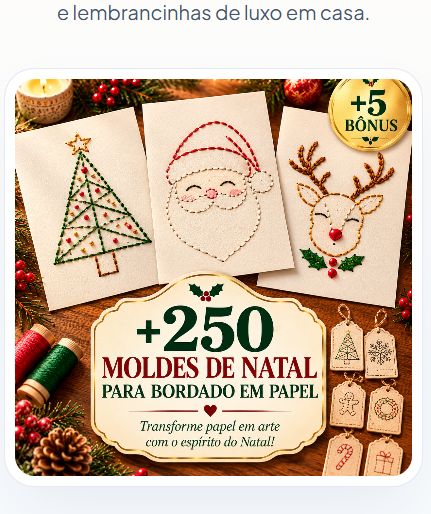 e lembrancinhas de luxo em casa.
+5
BÔNUS
+250
MOLDES DE NATAL
PARA BORDADO EM PAPEL
Transforme papel em arte
com o espírito do Natal!